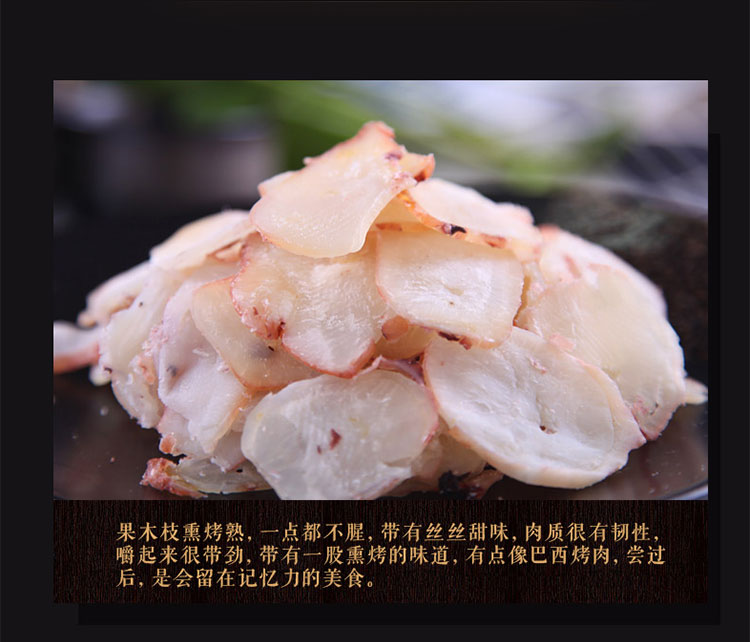 果木枝熏烤熟，一点都不腥，带有丝丝甜味，肉质很有韧性，
嚼起来很带劲，带有一股熏烤的味道，有点像巴西烤肉，尝过
后，是会留在记忆力的美食。